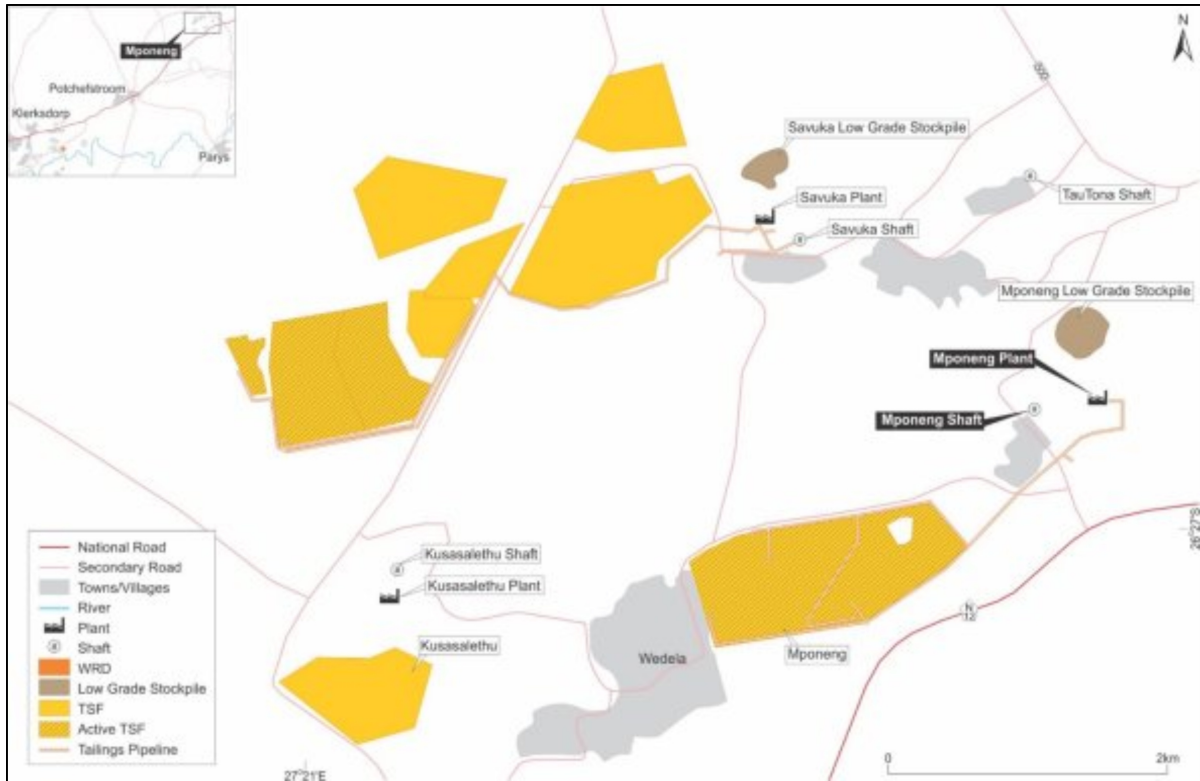 Mponeng
Potchefstroom
Klerksdorp
Parys
N
Savuka Low Grade Stockpile
Savuka Plant
TauTona Shaft
Savuka Shaft
Mponeng Low Grade Stockpile
Mponeng Plant
Mponeng Shaft
26°27'S
Kusasalethu Shaft
Kusasalethu Plant
N
12
Kusasalethu
Wedela
Mponeng
National Road
Secondary Road
Towns/Villages
River
Plant
Shaft
WRD
Low Grade Stockpile
TSF
Active TSF
Tailings Pipeline
27°21'E
0
2km